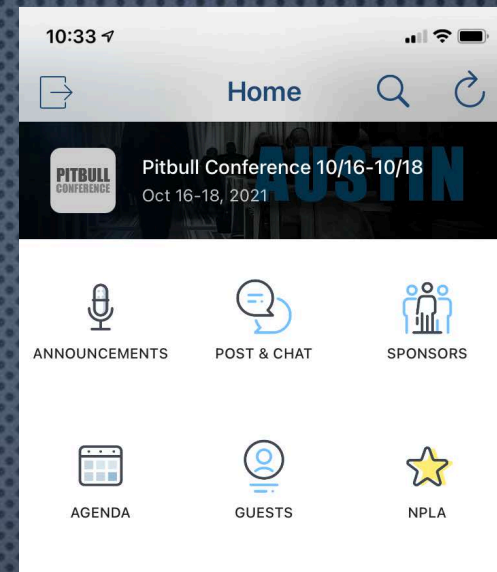 10:33
Home
PITBULL
CONFERENCE
Pitbull Conference 10/16-10/18
Oct 16-18, 2021
AUSTIN
ANNOUNCEMENTS
POST & CHAT
SPONSORS
AGENDA
GUESTS
NPLA